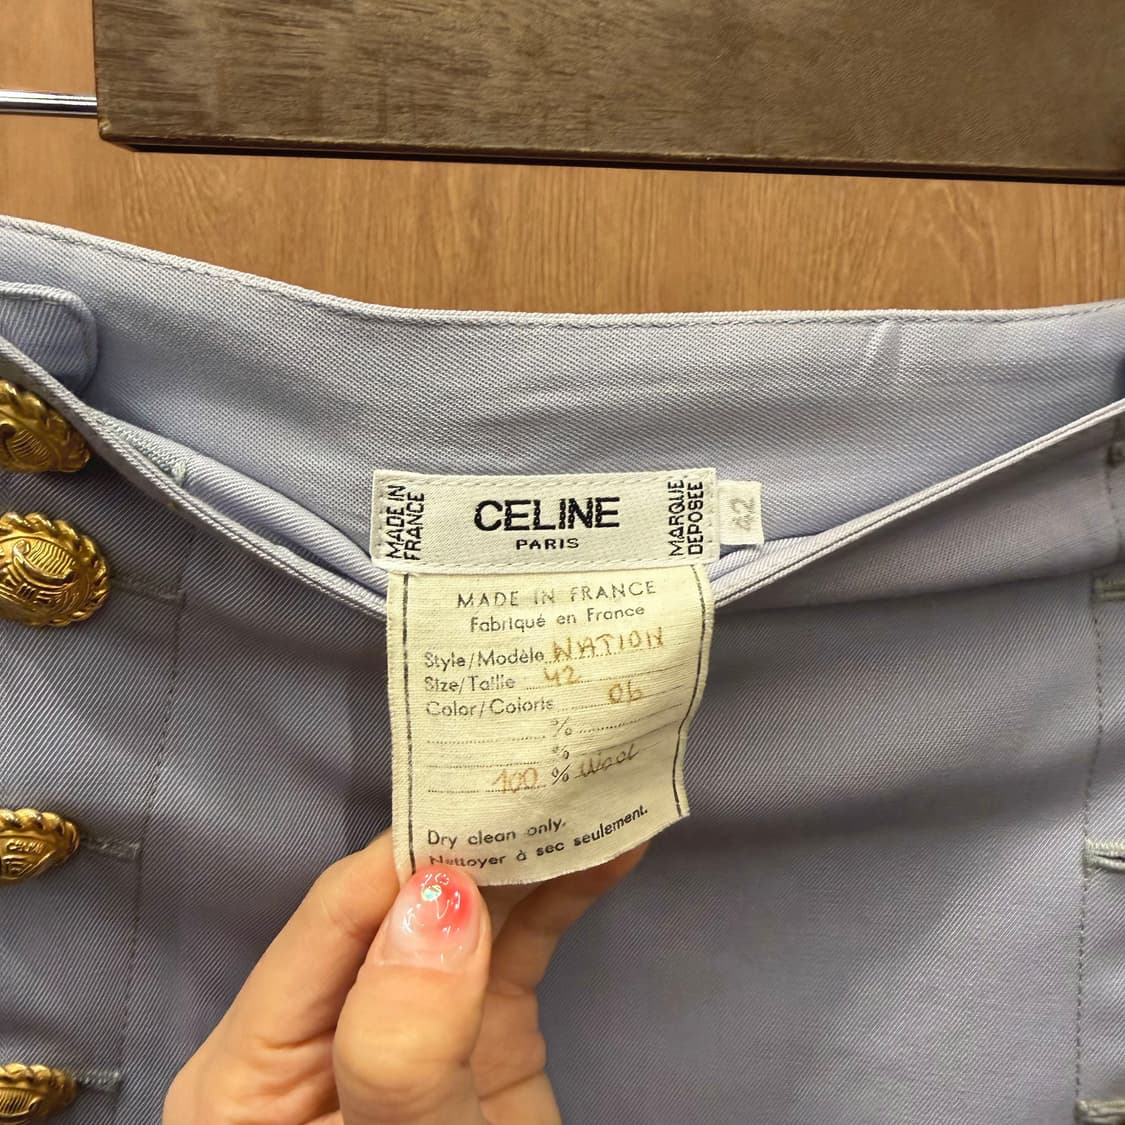 MADE IN
FRANCE
CELINE
PARIS
MARQUE
DEPOSEE
42
MADE IN FRANCE
Fabriqué en France
Style/Modèle NATION
Size/Taille 42
Color/Coloris 06
%
%
100 % Wool
Dry clean only.
Nettoyer à sec seulement.